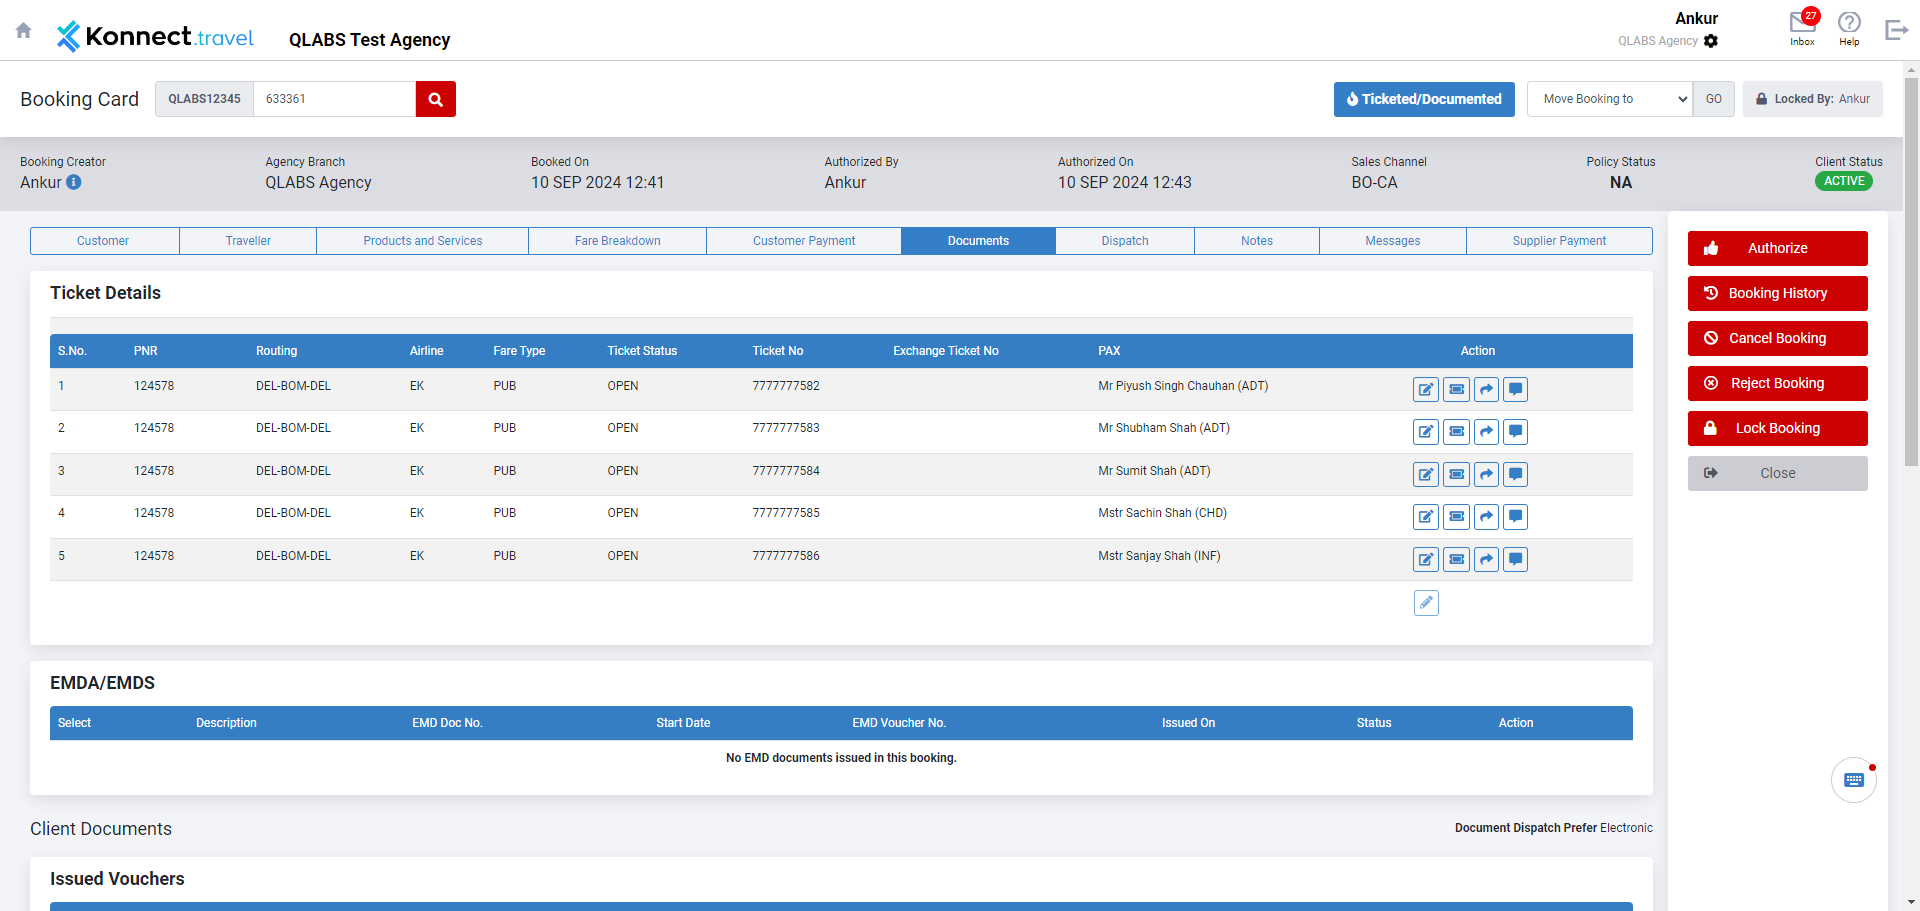 Konnect.travel QLABS Test Agency
Ankur
QLABS Agency
27
Inbox
Help
Booking Card QLABS12345 633361
Ticketed/Documented Move Booking to GO Locked By: Ankur
Booking Creator Agency Branch Booked On Authorized By Authorized On Sales Channel Policy Status Client Status
Ankur QLABS Agency 10 SEP 2024 12:41 Ankur 10 SEP 2024 12:43 BO-CA NA ACTIVE
Customer Traveller Products and Services Fare Breakdown Customer Payment Documents Dispatch Notes Messages Supplier Payment
Ticket Details
S.No. PNR Routing Airline Fare Type Ticket Status Ticket No Exchange Ticket No PAX Action
1 124578 DEL-BOM-DEL EK PUB OPEN 7777777582 Mr Piyush Singh Chauhan (ADT)
2 124578 DEL-BOM-DEL EK PUB OPEN 7777777583 Mr Shubham Shah (ADT)
3 124578 DEL-BOM-DEL EK PUB OPEN 7777777584 Mr Sumit Shah (ADT)
4 124578 DEL-BOM-DEL EK PUB OPEN 7777777585 Mstr Sachin Shah (CHD)
5 124578 DEL-BOM-DEL EK PUB OPEN 7777777586 Mstr Sanjay Shah (INF)
EMDA/EMDS
Select Description EMD Doc No. Start Date EMD Voucher No. Issued On Status Action
No EMD documents issued in this booking.
Client Documents
Document Dispatch Prefer Electronic
Issued Vouchers
Authorize
Booking History
Cancel Booking
Reject Booking
Lock Booking
Close